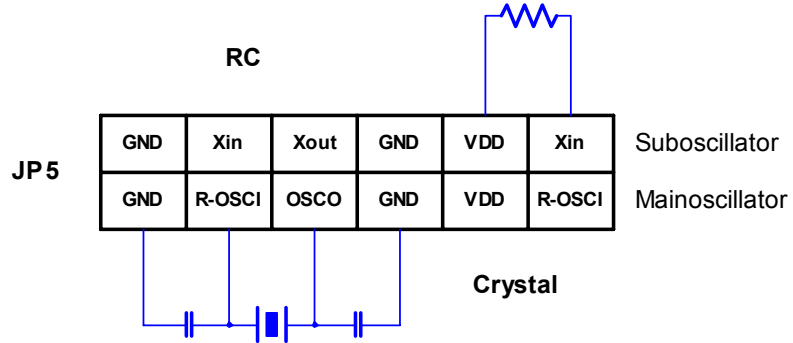 RC
GND Xin Xout GND VDD Xin Suboscillator
JP5
GND R-OSCI OSCO GND VDD R-OSCI Mainoscillator
Crystal